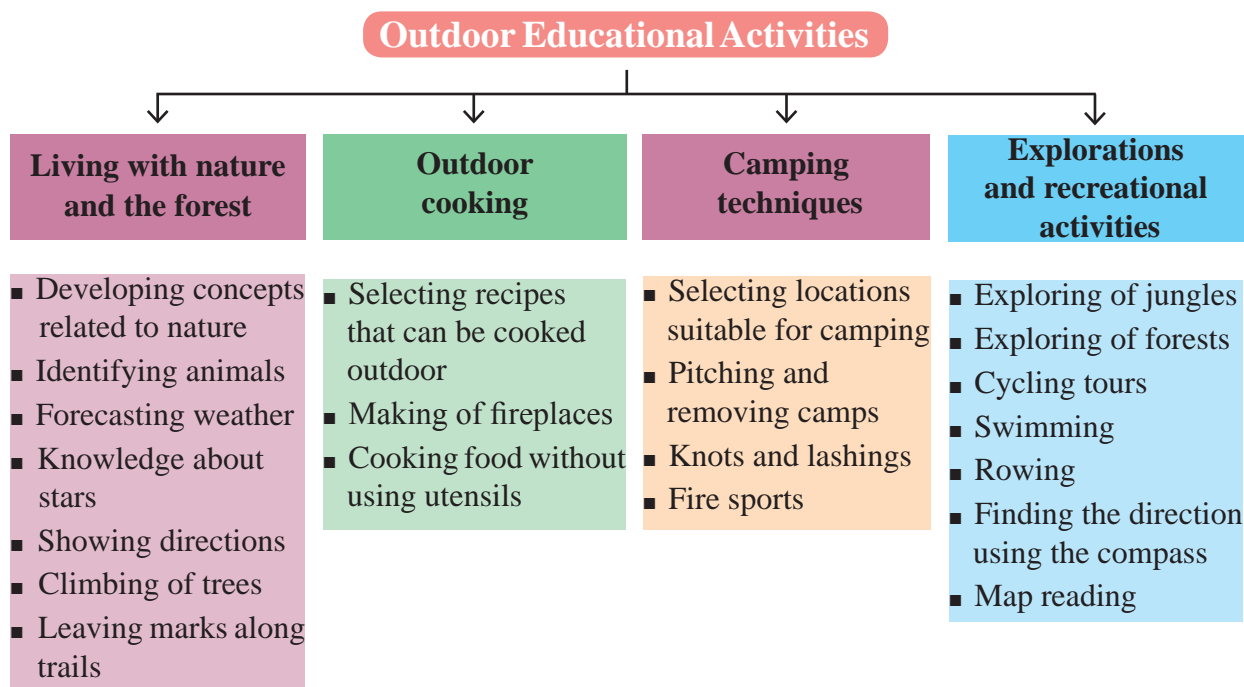 Outdoor Educational Activities
Living with nature
and the forest
■ Developing concepts
related to nature
■ Identifying animals
■ Forecasting weather
■ Knowledge about
stars
■ Showing directions
■ Climbing of trees
■ Leaving marks along
trails
Outdoor
cooking
■ Selecting recipes
that can be cooked
outdoor
■ Making of fireplaces
■ Cooking food without
using utensils
Camping
techniques
■ Selecting locations
suitable for camping
■ Pitching and
removing camps
■ Knots and lashings
■ Fire sports
Explorations
and recreational
activities
■ Exploring of jungles
■ Exploring of forests
■ Cycling tours
■ Swimming
■ Rowing
■ Finding the direction
using the compass
■ Map reading